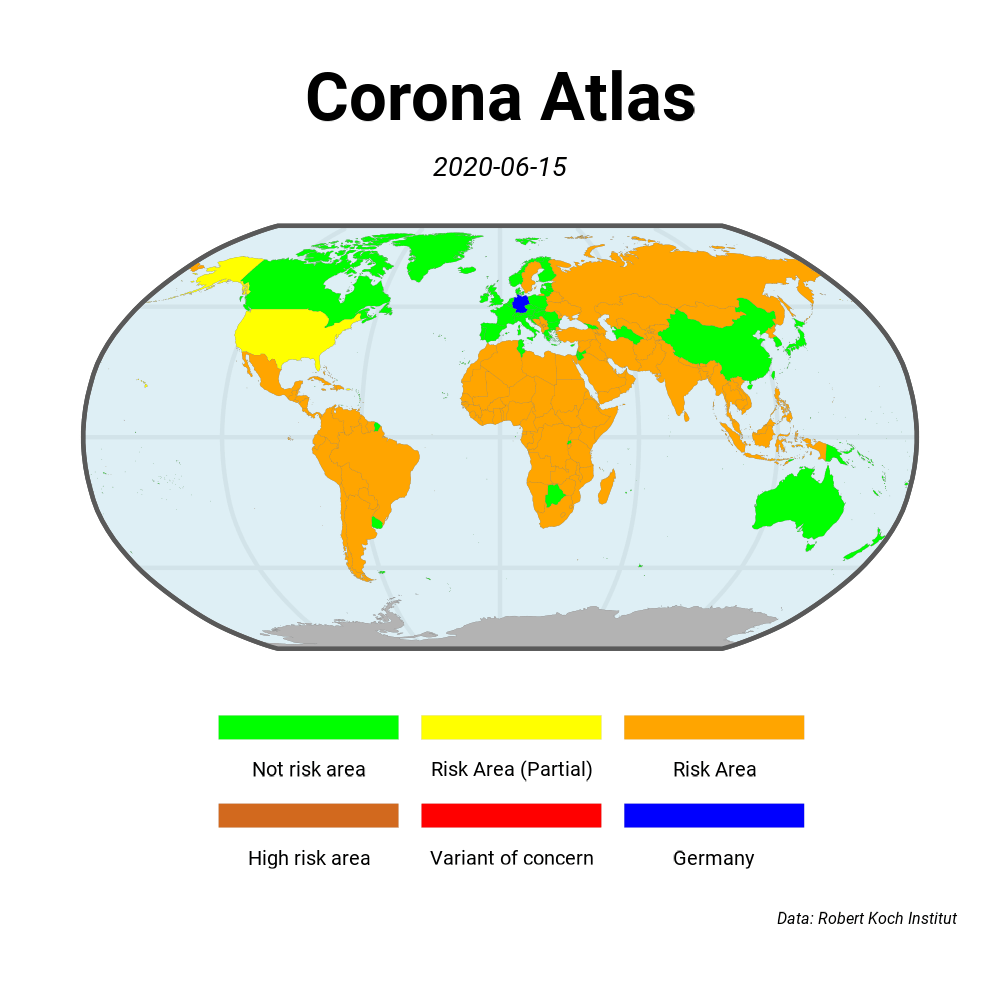 Corona Atlas
2020-06-15
Not risk area
Risk Area (Partial)
Risk Area
High risk area
Variant of concern
Germany
Data: Robert Koch Institut